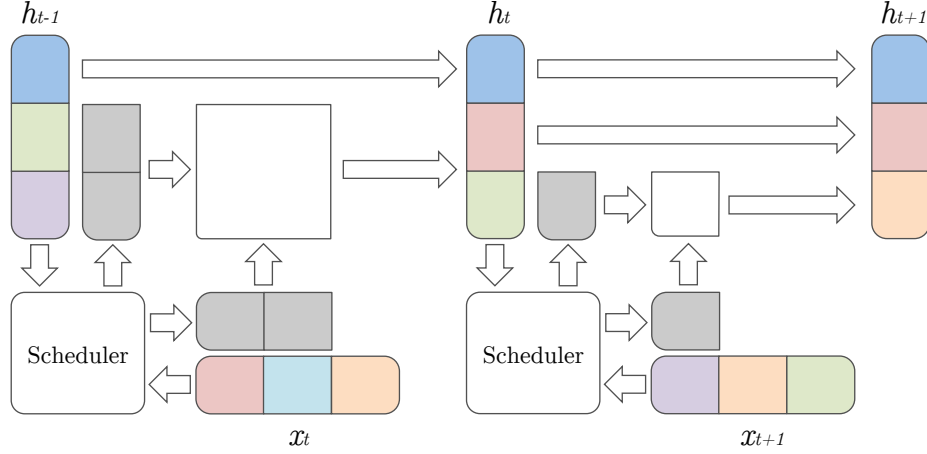 h_{t-1}
h_t
h_{t+1}
Scheduler
Scheduler
x_t
x_{t+1}